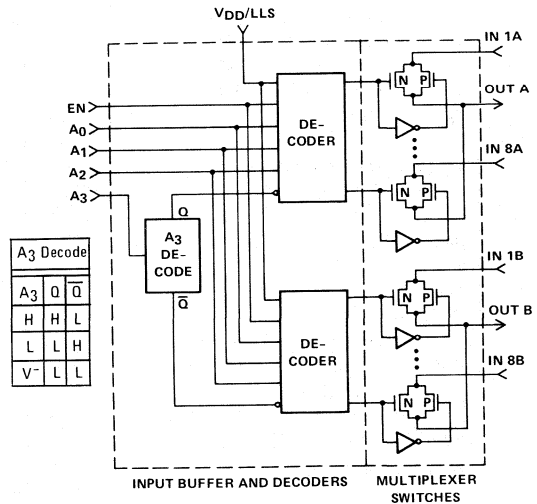 VDD/LLS
IN 1A
EN
A0
A1
A2
A3
DE-
CODER
N P
OUT A
IN 8A
N P
Q
A3
DE-
CODE
Q̅
A3 Decode
A3 Q Q̅
H H L
L L H
V⁻ L L
IN 1B
DE-
CODER
N P
OUT B
IN 8B
N P
INPUT BUFFER AND DECODERS
MULTIPLEXER
SWITCHES